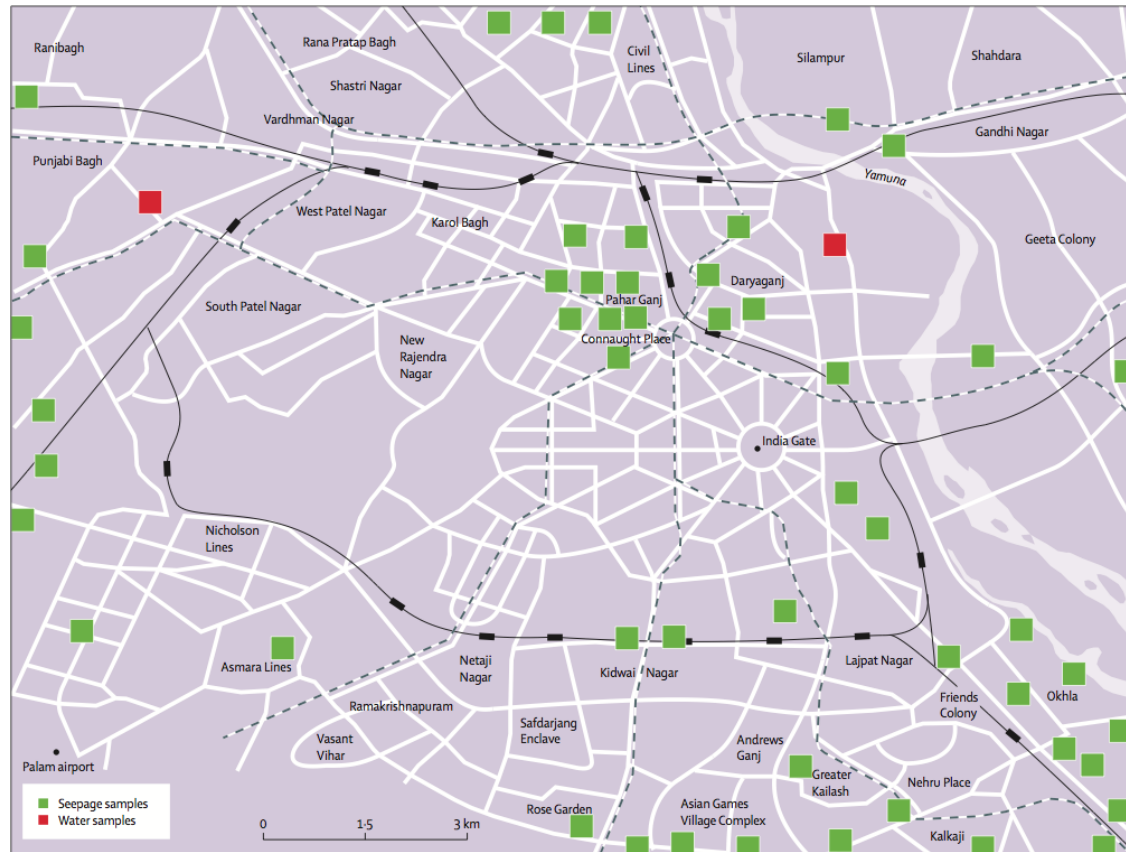 Ranibagh
Rana Pratap Bagh
Civil
Lines
Silampur
Shahdara
Shastri Nagar
Vardhman Nagar
Gandhi Nagar
Punjabi Bagh
Yamuna
West Patel Nagar
Karol Bagh
Geeta Colony
South Patel Nagar
Pahar Ganj
Daryaganj
New
Rajendra
Nagar
Connaught Place
India Gate
Nicholson
Lines
Asmara Lines
Netaji
Nagar
Kidwai Nagar
Lajpat Nagar
Friends
Colony
Okhla
Ramakrishnapuram
Safdarjang
Enclave
Vasant
Vihar
Andrews
Ganj
Greater
Kailash
Nehru Place
Palam airport
Rose Garden
Asian Games
Village Complex
Kalkaji
Seepage samples
Water samples
0 1·5 3 km